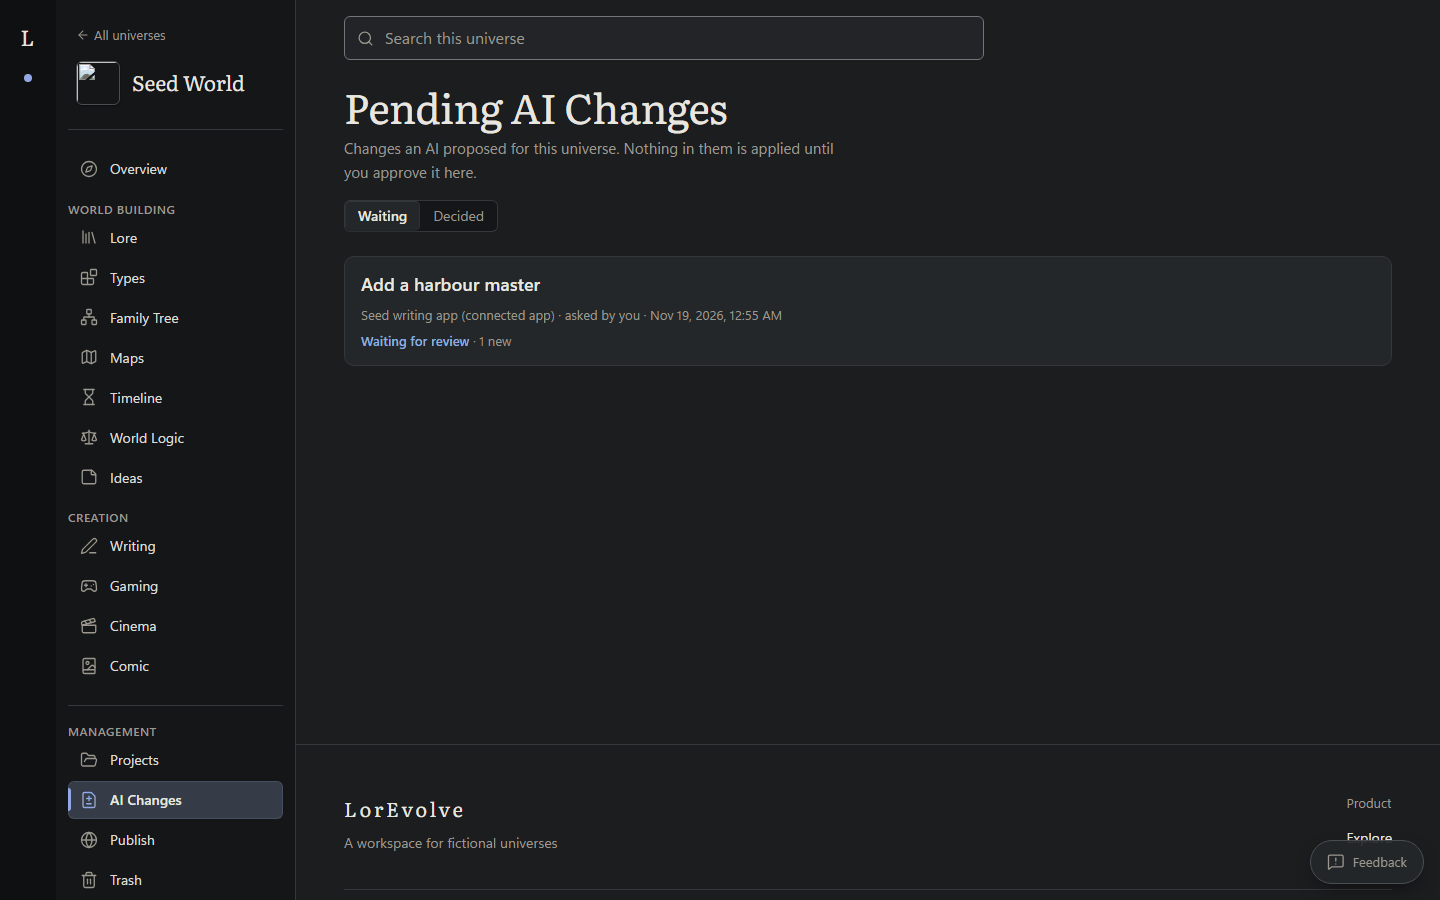 L
All universes
Seed World
Overview
WORLD BUILDING
Lore
Types
Family Tree
Maps
Timeline
World Logic
Ideas
CREATION
Writing
Gaming
Cinema
Comic
MANAGEMENT
Projects
AI Changes
Publish
Trash
Search this universe
Pending AI Changes
Changes an AI proposed for this universe. Nothing in them is applied until
you approve it here.
Waiting Decided
Add a harbour master
Seed writing app (connected app) · asked by you · Nov 19, 2026, 12:55 AM
Waiting for review · 1 new
LorEvolve
A workspace for fictional universes
Product
Explore
Feedback